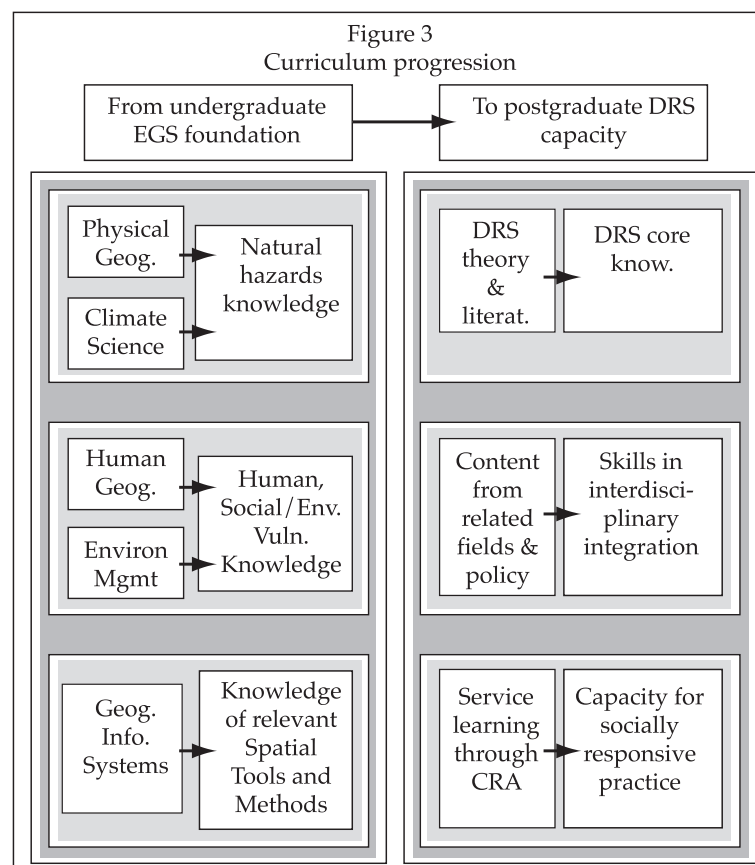 Figure 3
Curriculum progression
From undergraduate
EGS foundation
To postgraduate DRS
capacity
Physical
Geog.
Climate
Science
Natural
hazards
knowledge
Human
Geog.
Environ
Mgmt
Human,
Social/Env.
Vuln.
Knowledge
Geog.
Info.
Systems
Knowledge
of relevant
Spatial
Tools and
Methods
DRS
theory
&
literat.
DRS core
know.
Content
from
related
fields &
policy
Skills in
interdisci-
plinary
integration
Service
learning
through
CRA
Capacity for
socially
responsive
practice